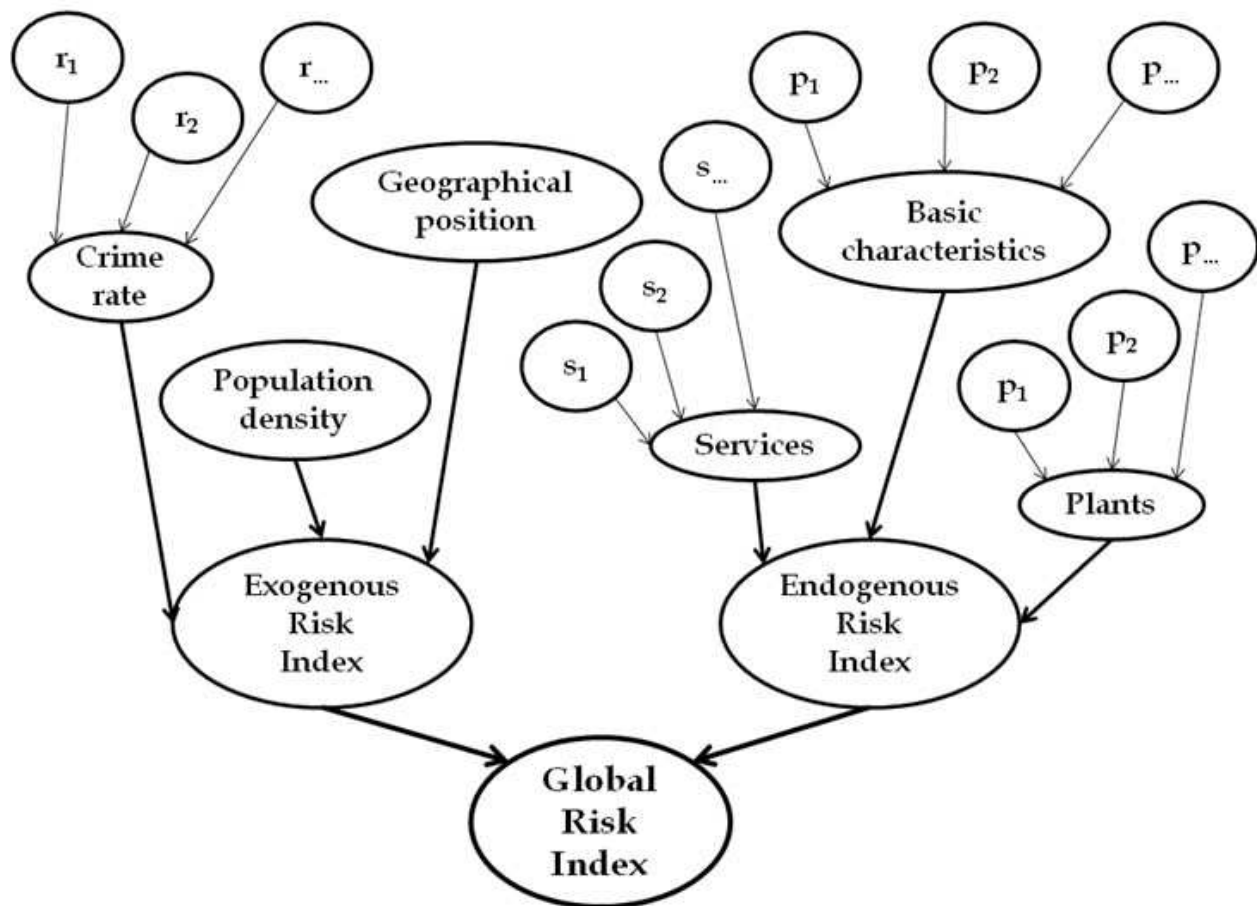 r₁
r₂
r...
Geographical
position
Crime
rate
Population
density
Exogenous
Risk
Index
p₁
p₂
p...
s...
Basic
characteristics
s₂
s₁
Services
p...
p₂
p₁
Plants
Endogenous
Risk
Index
Global
Risk
Index